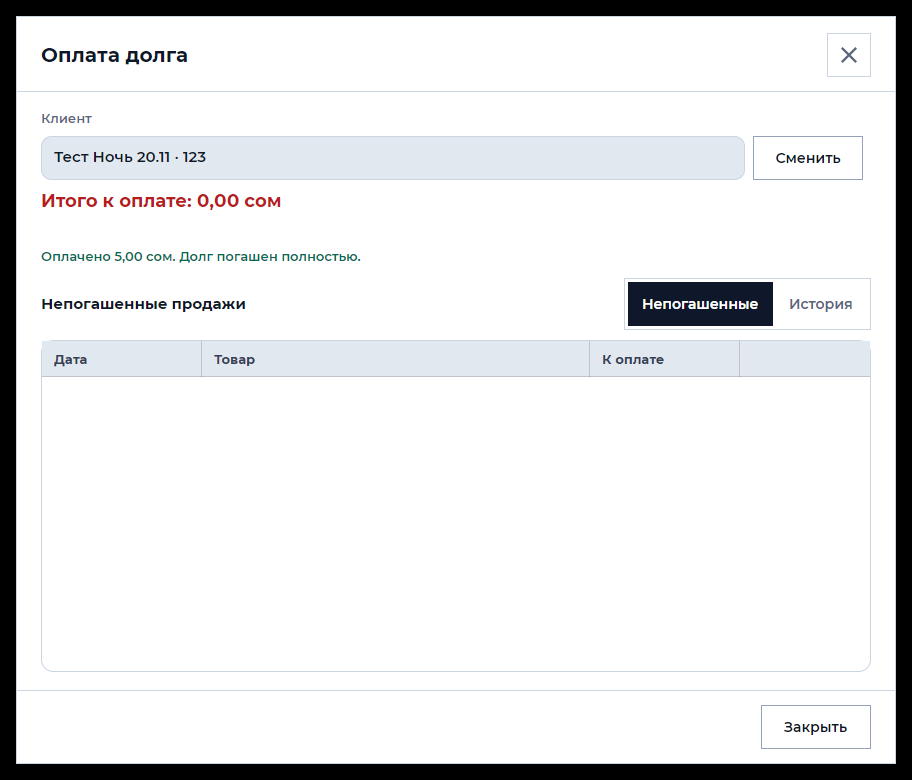 Оплата долга
Клиент
Тест Ночь 20.11 · 123
Сменить
Итого к оплате: 0,00 сом
Оплачено 5,00 сом. Долг погашен полностью.
Непогашенные продажи
Непогашенные
История
Дата
Товар
К оплате
Закрыть